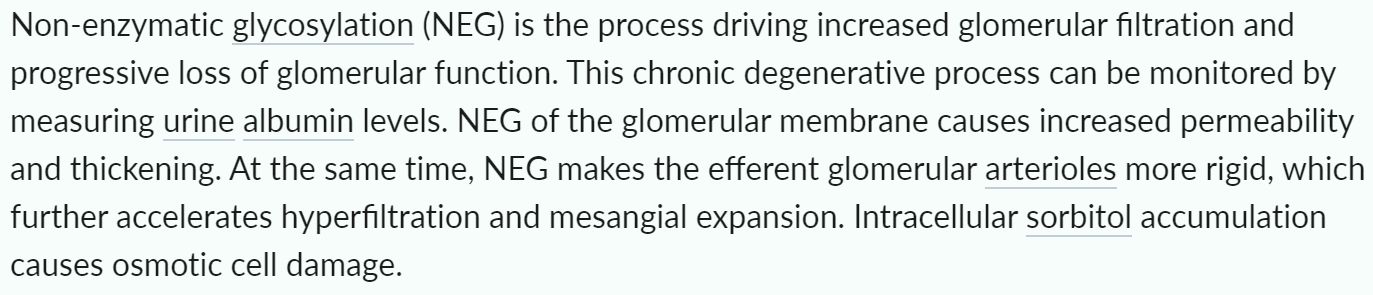 Non-enzymatic glycosylation (NEG) is the process driving increased glomerular filtration and
progressive loss of glomerular function. This chronic degenerative process can be monitored by
measuring urine albumin levels. NEG of the glomerular membrane causes increased permeability
and thickening. At the same time, NEG makes the efferent glomerular arterioles more rigid, which
further accelerates hyperfiltration and mesangial expansion. Intracellular sorbitol accumulation
causes osmotic cell damage.